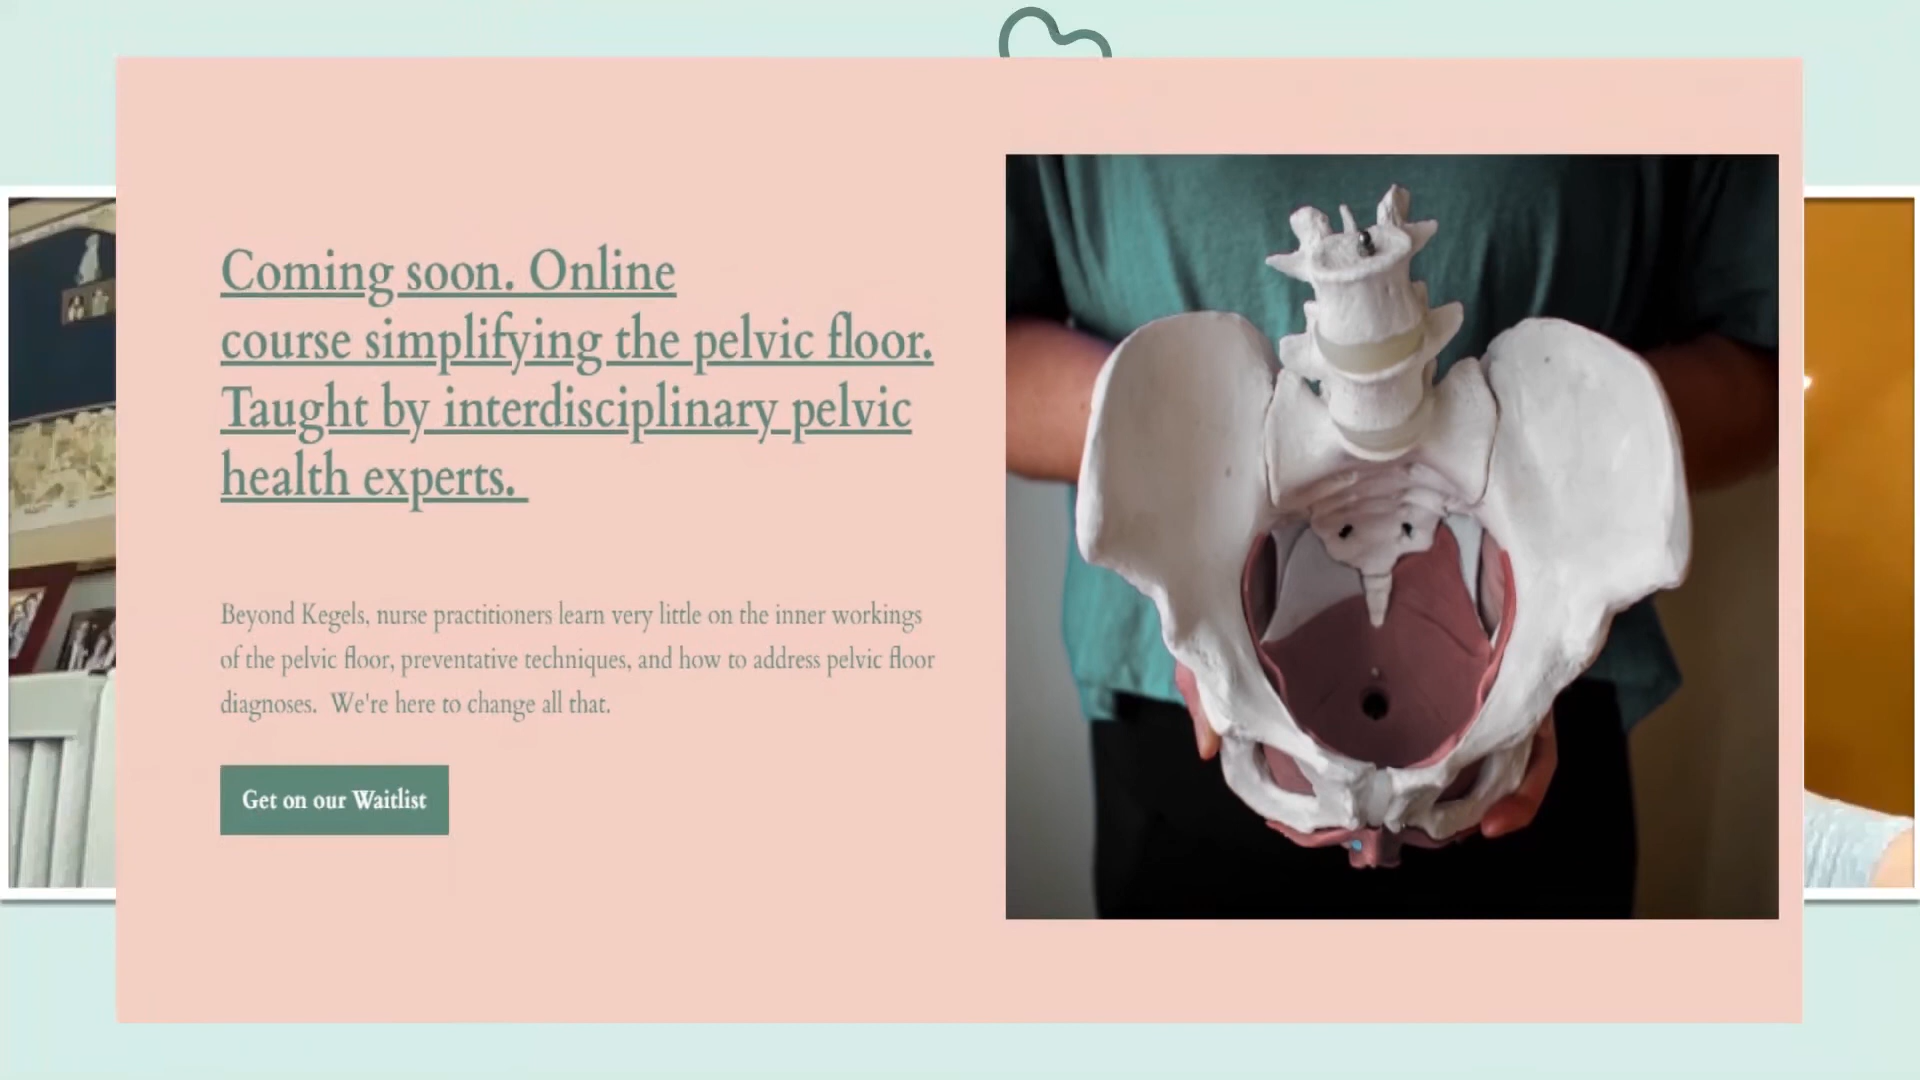 Coming soon. Online
course simplifying the pelvic floor.
Taught by interdisciplinary pelvic
health experts.
Beyond Kegels, nurse practitioners learn very little on the inner workings
of the pelvic floor, preventative techniques, and how to address pelvic floor
diagnoses.  We're here to change all that.
Get on our Waitlist